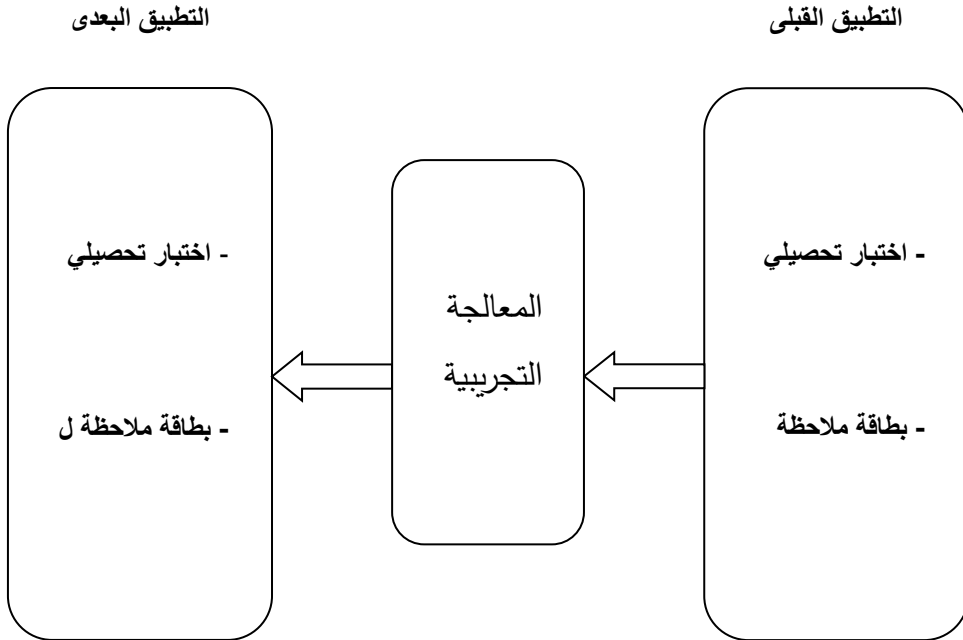 التطبيق القبلى
التطبيق البعدى
- اختبار تحصيلي
- بطاقة ملاحظة
المعالجة
التجريبية
- اختبار تحصيلي
- بطاقة ملاحظة ل